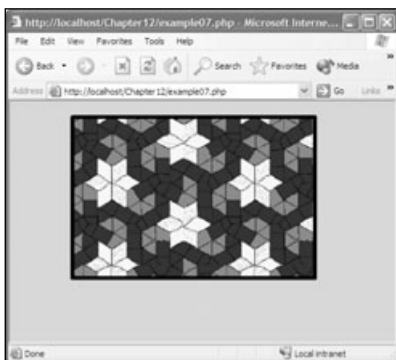 http://localhost/Chapter12/example07.php - Microsoft Interne...
File Edit View Favorites Tools Help
Back Search Favorites Media
Address http://localhost/Chapter12/example07.php Go Links
Done Local intranet